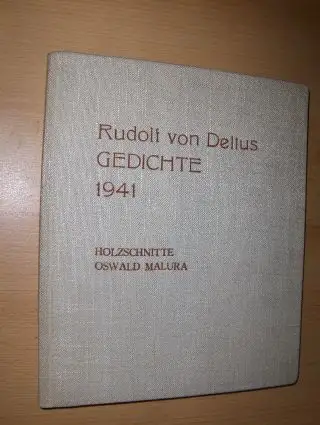 Rudolf von Delius
GEDICHTE
1941
HOLZSCHNITTE
OSWALD MALURA